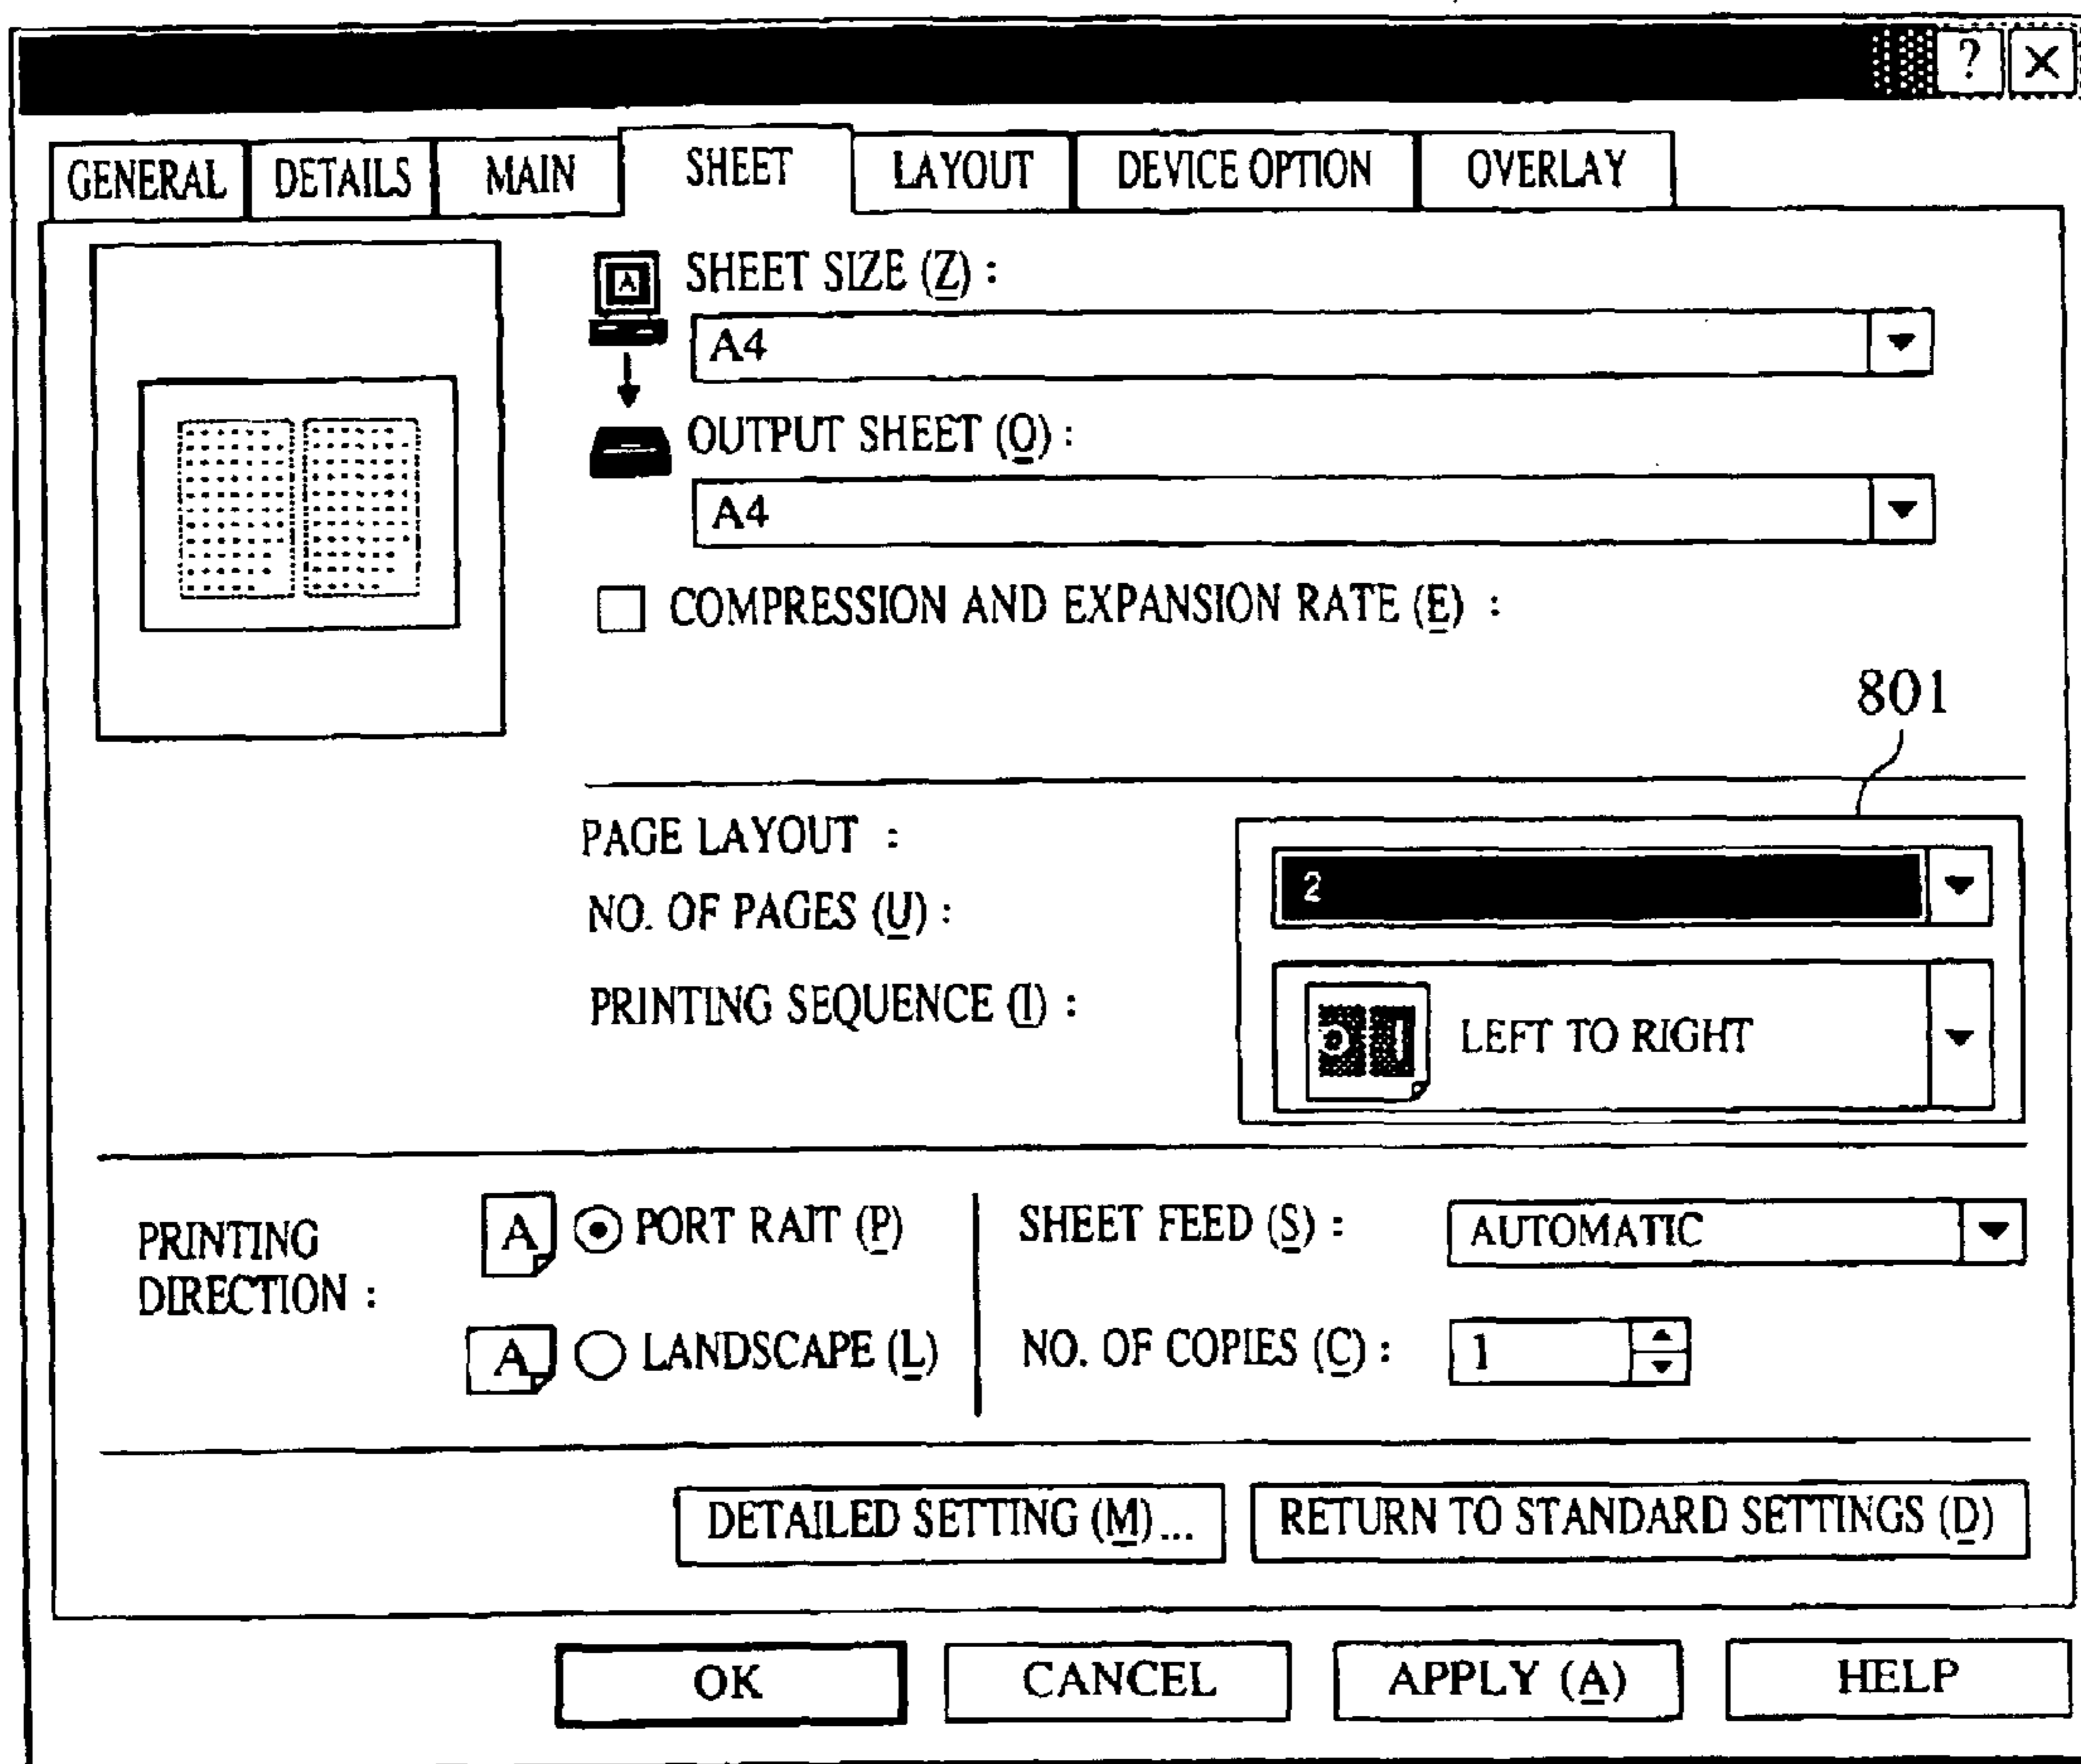 ? X
GENERAL DETAILS MAIN SHEET LAYOUT DEVICE OPTION OVERLAY
A SHEET SIZE (Z) :
A4
OUTPUT SHEET (O) :
A4
COMPRESSION AND EXPANSION RATE (E) :
801
PAGE LAYOUT :
2
NO. OF PAGES (U) :
PRINTING SEQUENCE (I) :
LEFT TO RIGHT
PRINTING DIRECTION :
A PORT RAIT (P)
A LANDSCAPE (L)
SHEET FEED (S) : AUTOMATIC
NO. OF COPIES (C) : 1
DETAILED SETTING (M)... RETURN TO STANDARD SETTINGS (D)
OK CANCEL APPLY (A) HELP